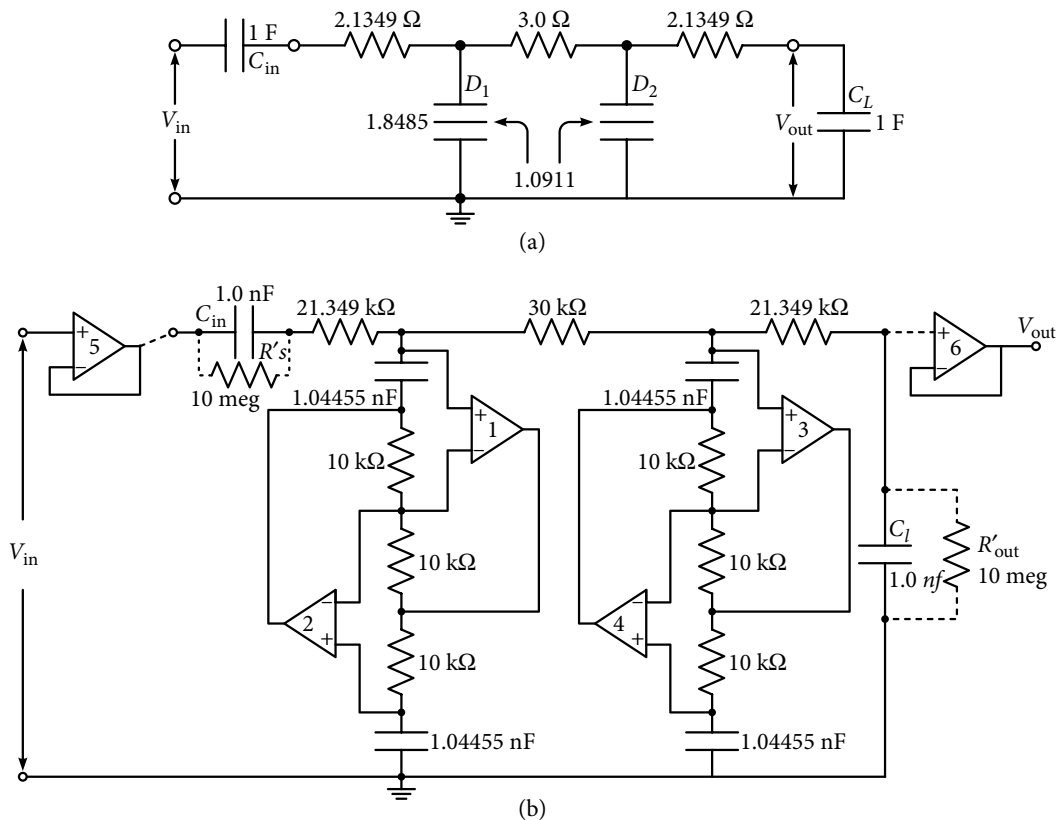 2.1349 Ω
3.0 Ω
2.1349 Ω
1 F
C_in
D_1
D_2
C_L
V_in
1.8485
1.0911
V_out
1 F
(a)
1.0 nF
21.349 kΩ
30 kΩ
21.349 kΩ
C_in
V_out
+
5
−
R's
10 meg
+
6
−
1.04455 nF
1.04455 nF
+
1
−
+
3
−
10 kΩ
10 kΩ
V_in
C_l
R'_out
1.0 nf
10 meg
10 kΩ
10 kΩ
−
2
+
−
4
+
10 kΩ
10 kΩ
1.04455 nF
1.04455 nF
(b)